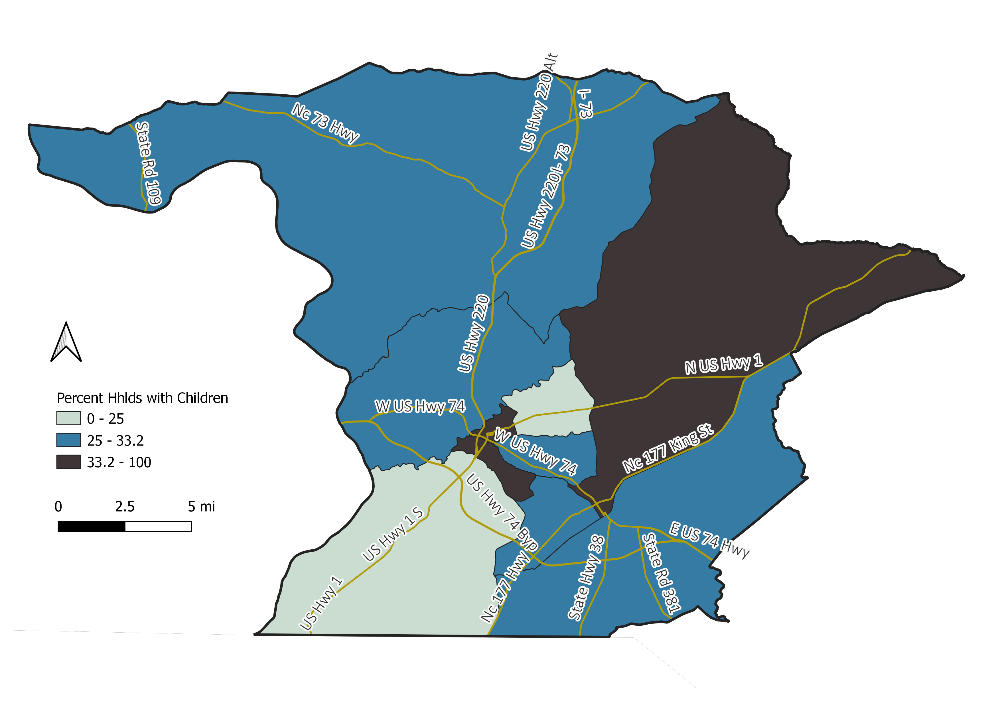 US Hwy 220 Alt
I- 73
Nc 73 Hwy
State Rd 109
US Hwy 220I- 73
US Hwy 220
N US Hwy 1
W US Hwy 74
W US Hwy 74
Nc 177 King St
US Hwy 74 Byp
US Hwy 1 S
E US 74 Hwy
State Hwy 38
State Rd 381
Nc 177 Hwy
US Hwy 1
Percent Hhlds with Children
0 - 25
25 - 33.2
33.2 - 100
0 2.5 5 mi